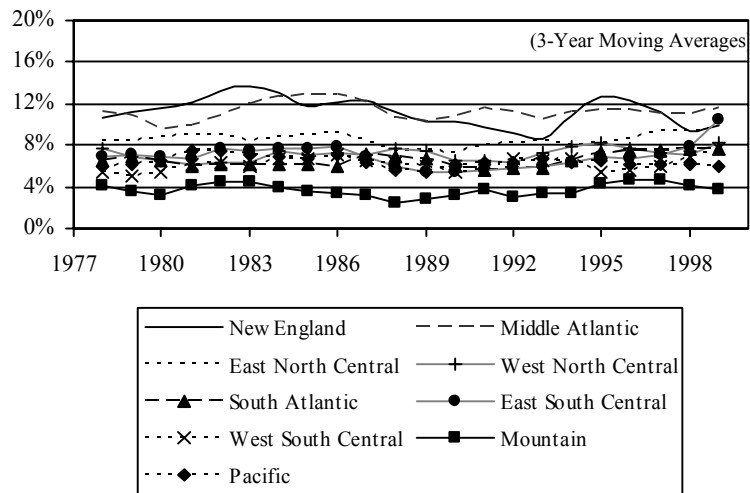 20%
(3-Year Moving Averages
16%
12%
8%
4%
0%
1977 1980 1983 1986 1989 1992 1995 1998
New England Middle Atlantic
East North Central West North Central
South Atlantic East South Central
West South Central Mountain
Pacific